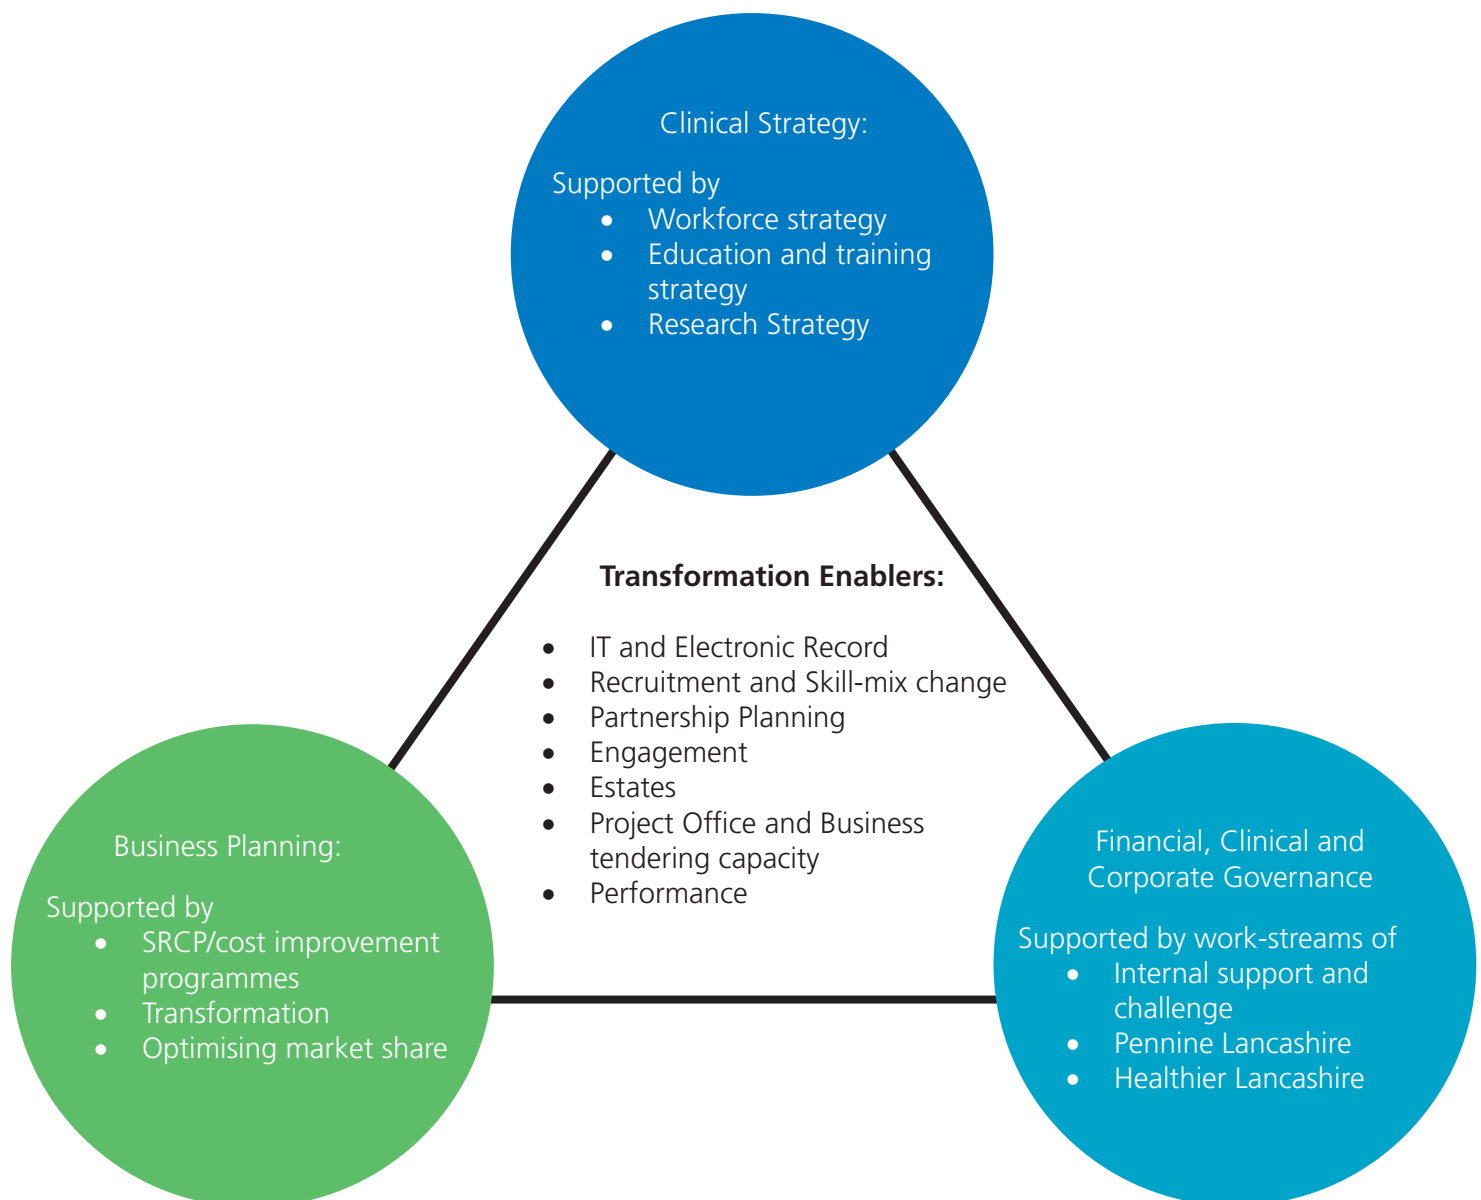 Clinical Strategy:
Supported by
• Workforce strategy
• Education and training
strategy
• Research Strategy
Transformation Enablers:
• IT and Electronic Record
• Recruitment and Skill-mix change
• Partnership Planning
• Engagement
• Estates
• Project Office and Business
tendering capacity
• Performance
Business Planning:
Supported by
• SRCP/cost improvement
programmes
• Transformation
• Optimising market share
Financial, Clinical and
Corporate Governance
Supported by work-streams of
• Internal support and
challenge
• Pennine Lancashire
• Healthier Lancashire